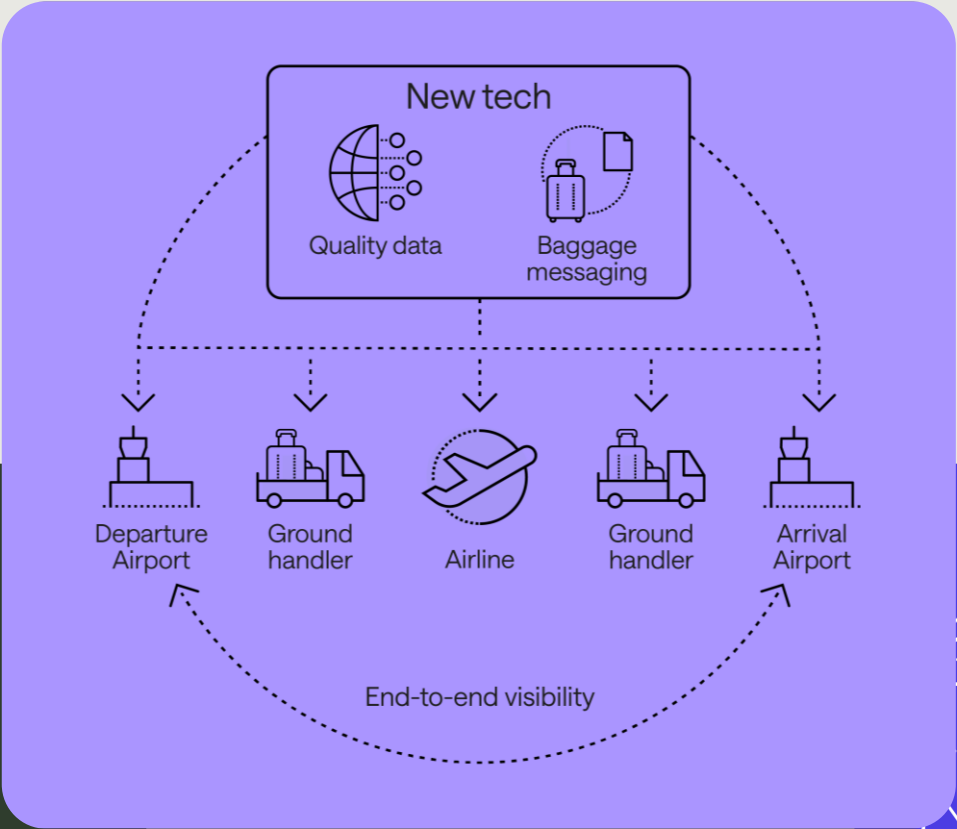 New tech
Quality data
Baggage
messaging
Departure
Airport
Ground
handler
Airline
Ground
handler
Arrival
Airport
End-to-end visibility